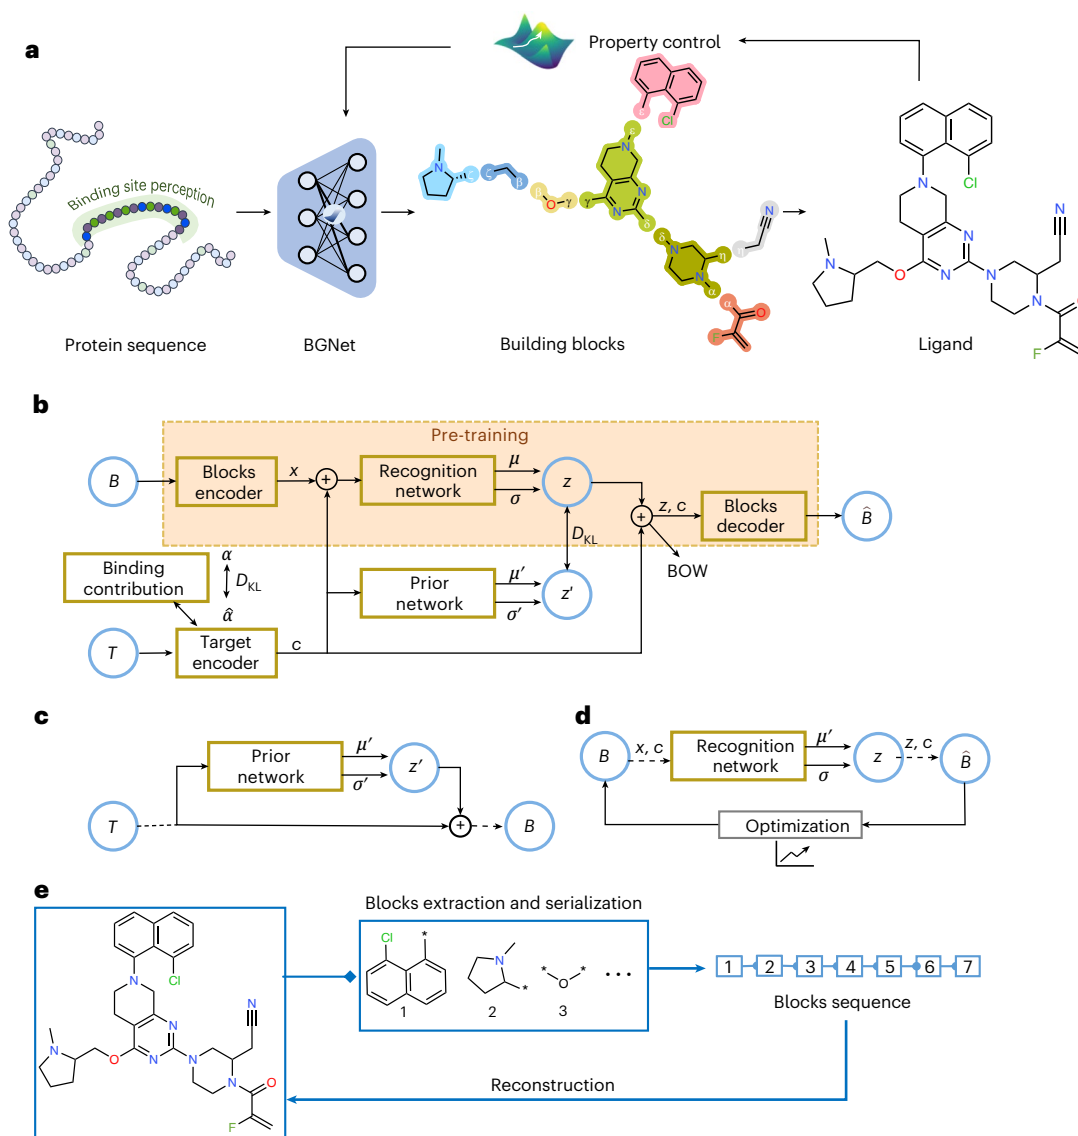 a
Property control
Cl
ε
ε
N
N
ζ
ζ
β
β
O
γ
γ
N
N
δ
δ
N
η
N
α
η
N
α
O
F
Binding site perception
Protein sequence
BGNet
Building blocks
Ligand
Cl
N
N
N
N
O
N
N
N
O
F
b
Pre-training
B
Blocks
encoder
x
+
Recognition
network
μ
σ
z
+
z, c
Blocks
decoder
B̂
D_KL
BOW
Binding
contribution
α
D_KL
α̂
Prior
network
μ′
σ′
z′
T
Target
encoder
c
c
Prior
network
μ′
σ′
z′
T
+
B
d
B
x, c
Recognition
network
μ′
σ
z
z, c
B̂
Optimization
e
Blocks extraction and serialization
Cl
*
1
N
*
2
*
O
*
3
···
1 2 3 4 5 6 7
Blocks sequence
Reconstruction
Cl
N
N
N
N
O
N
N
N
O
F